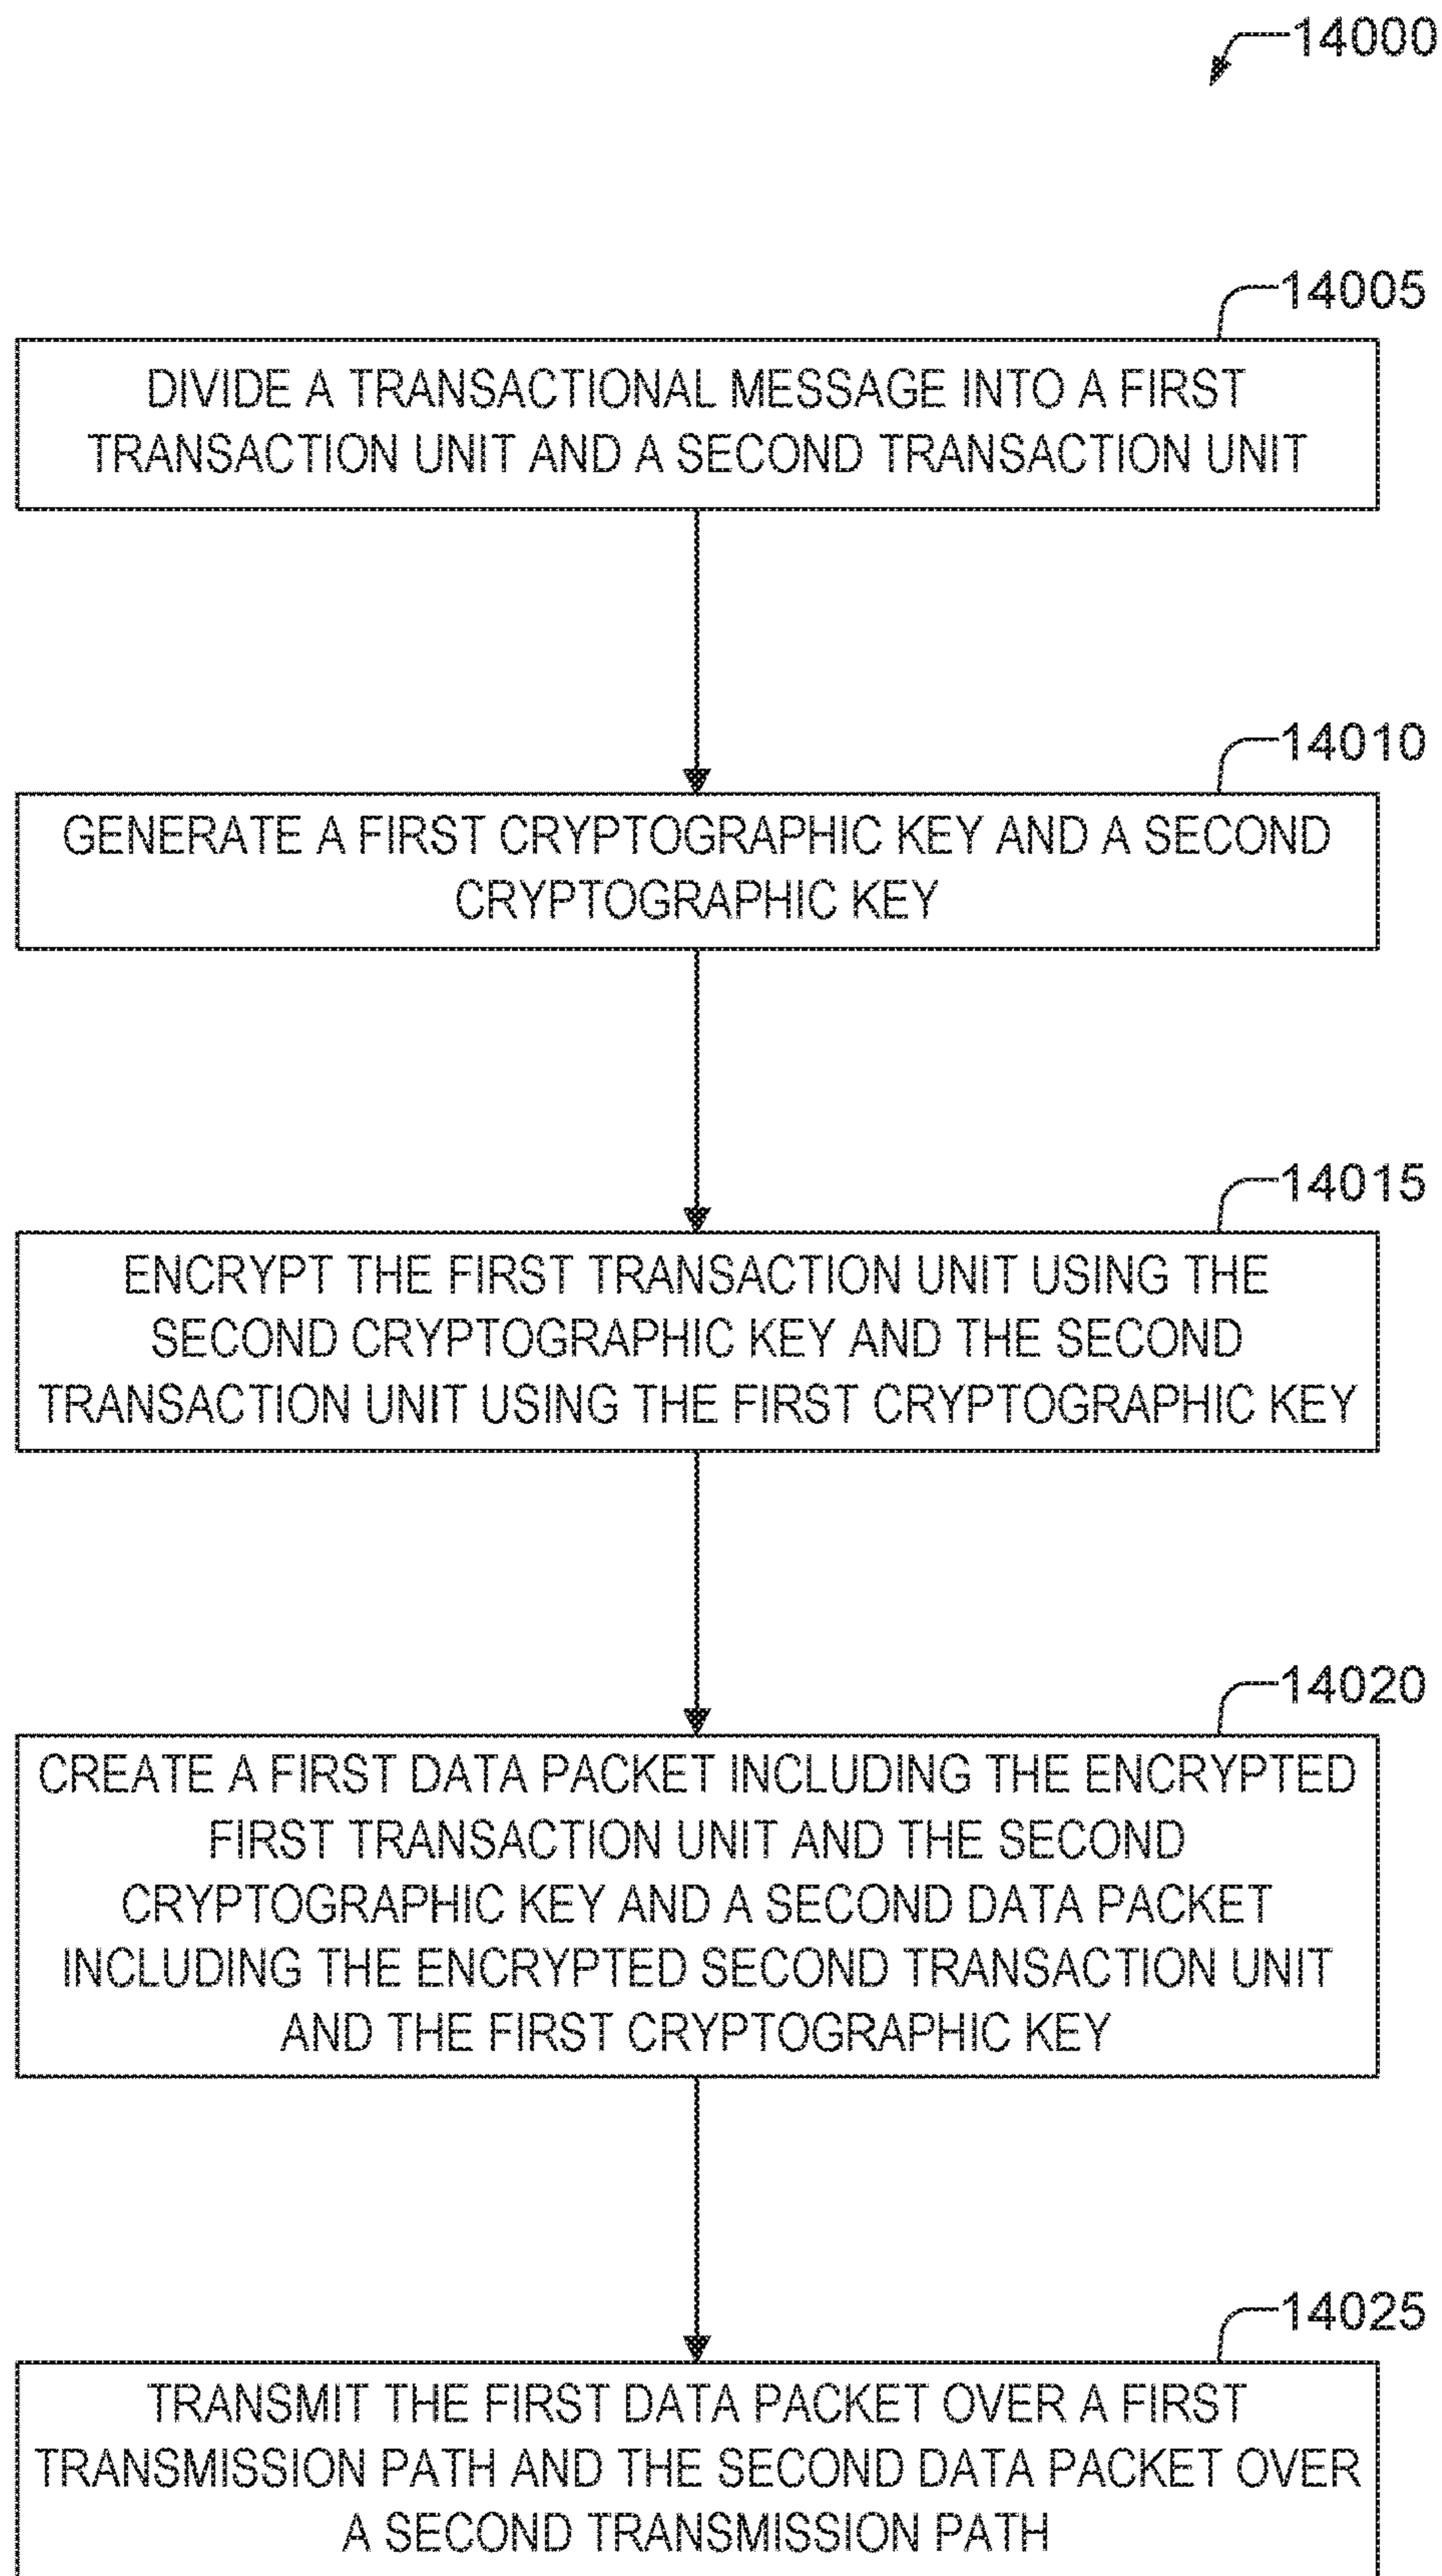 14000
14005
DIVIDE A TRANSACTIONAL MESSAGE INTO A FIRST
TRANSACTION UNIT AND A SECOND TRANSACTION UNIT
14010
GENERATE A FIRST CRYPTOGRAPHIC KEY AND A SECOND
CRYPTOGRAPHIC KEY
14015
ENCRYPT THE FIRST TRANSACTION UNIT USING THE
SECOND CRYPTOGRAPHIC KEY AND THE SECOND
TRANSACTION UNIT USING THE FIRST CRYPTOGRAPHIC KEY
14020
CREATE A FIRST DATA PACKET INCLUDING THE ENCRYPTED
FIRST TRANSACTION UNIT AND THE SECOND
CRYPTOGRAPHIC KEY AND A SECOND DATA PACKET
INCLUDING THE ENCRYPTED SECOND TRANSACTION UNIT
AND THE FIRST CRYPTOGRAPHIC KEY
14025
TRANSMIT THE FIRST DATA PACKET OVER A FIRST
TRANSMISSION PATH AND THE SECOND DATA PACKET OVER
A SECOND TRANSMISSION PATH